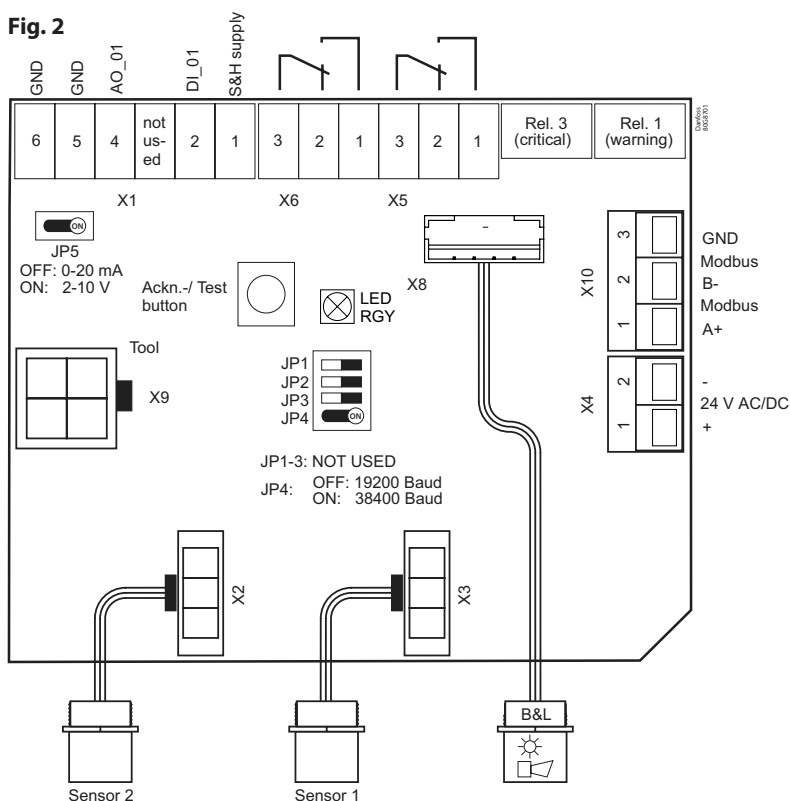 Fig. 2
GND
GND
AO_01
DI_01
S&H supply
6
5
4
not
us-
ed
2
1
3
2
1
3
2
1
Rel. 3
(critical)
Rel. 1
(warning)
Danfoss
80G8701
X1
X6
X5
ON
JP5
OFF: 0-20 mA
ON: 2-10 V
Ackn.-/ Test
button
LED
RGY
X8
X10
3
2
1
GND
Modbus
B-
Modbus
A+
Tool
X9
JP1
JP2
JP3
JP4
ON
X4
2
1
-
24 V AC/DC
+
JP1-3: NOT USED
JP4: OFF: 19200 Baud
ON: 38400 Baud
X2
X3
B&L
Sensor 2
Sensor 1